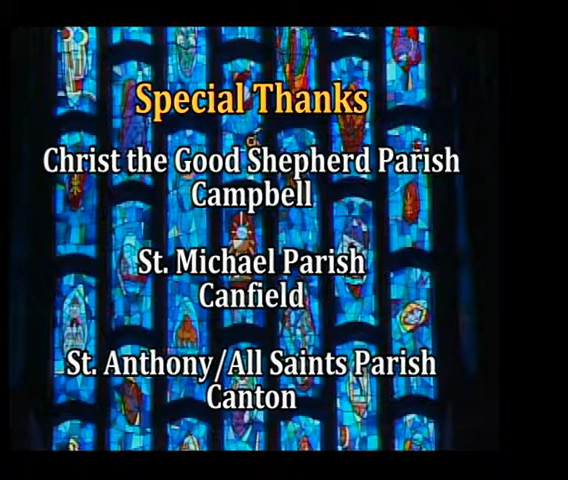 Special Thanks
Christ the Good Shepherd Parish
Campbell
St. Michael Parish
Canfield
St. Anthony/All Saints Parish
Canton